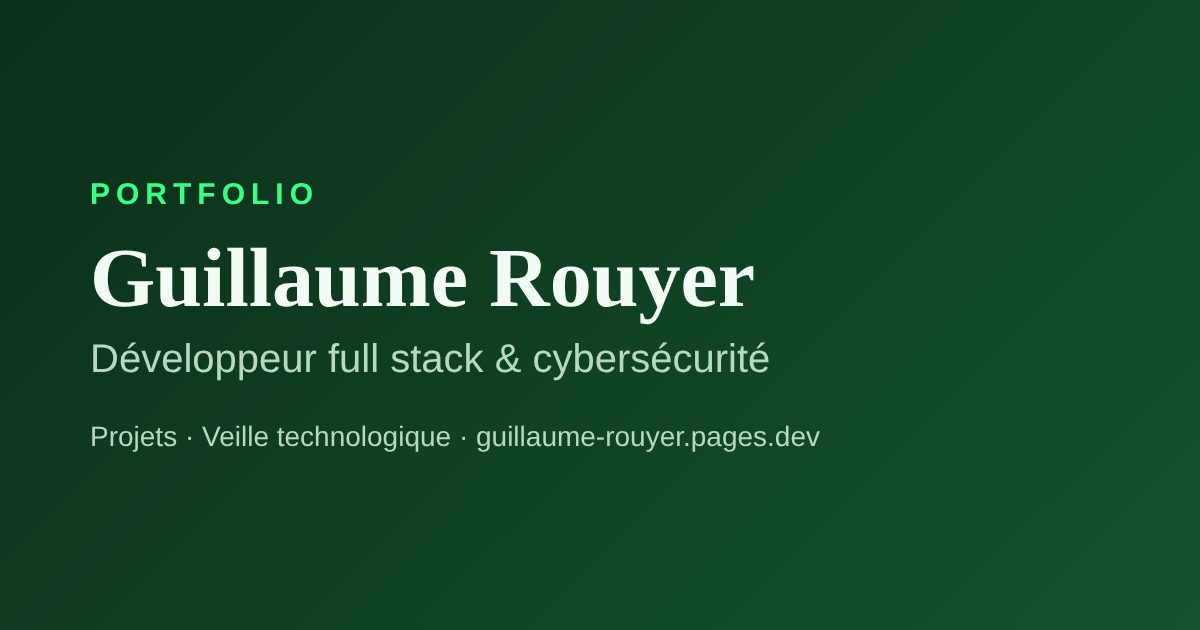 PORTFOLIO
Guillaume Rouyer
Développeur full stack & cybersécurité
Projets · Veille technologique · guillaume-rouyer.pages.dev